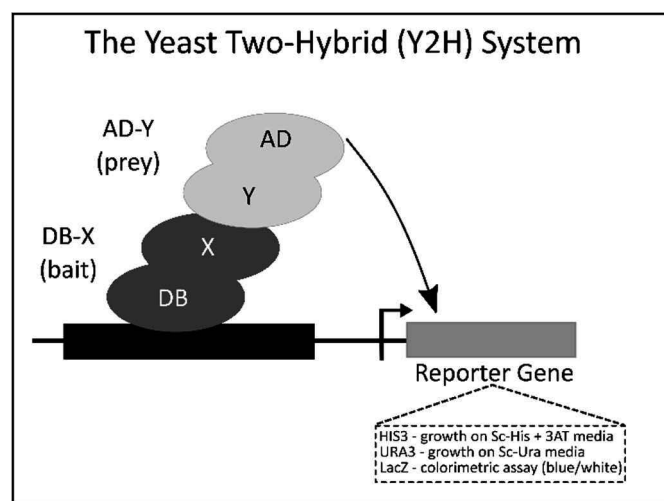 The Yeast Two-Hybrid (Y2H) System
AD-Y
(prey)
AD
Y
DB-X
(bait)
X
DB
Reporter Gene
HIS3 - growth on Sc-His + 3AT media
URA3 - growth on Sc-Ura media
LacZ - colorimetric assay (blue/white)